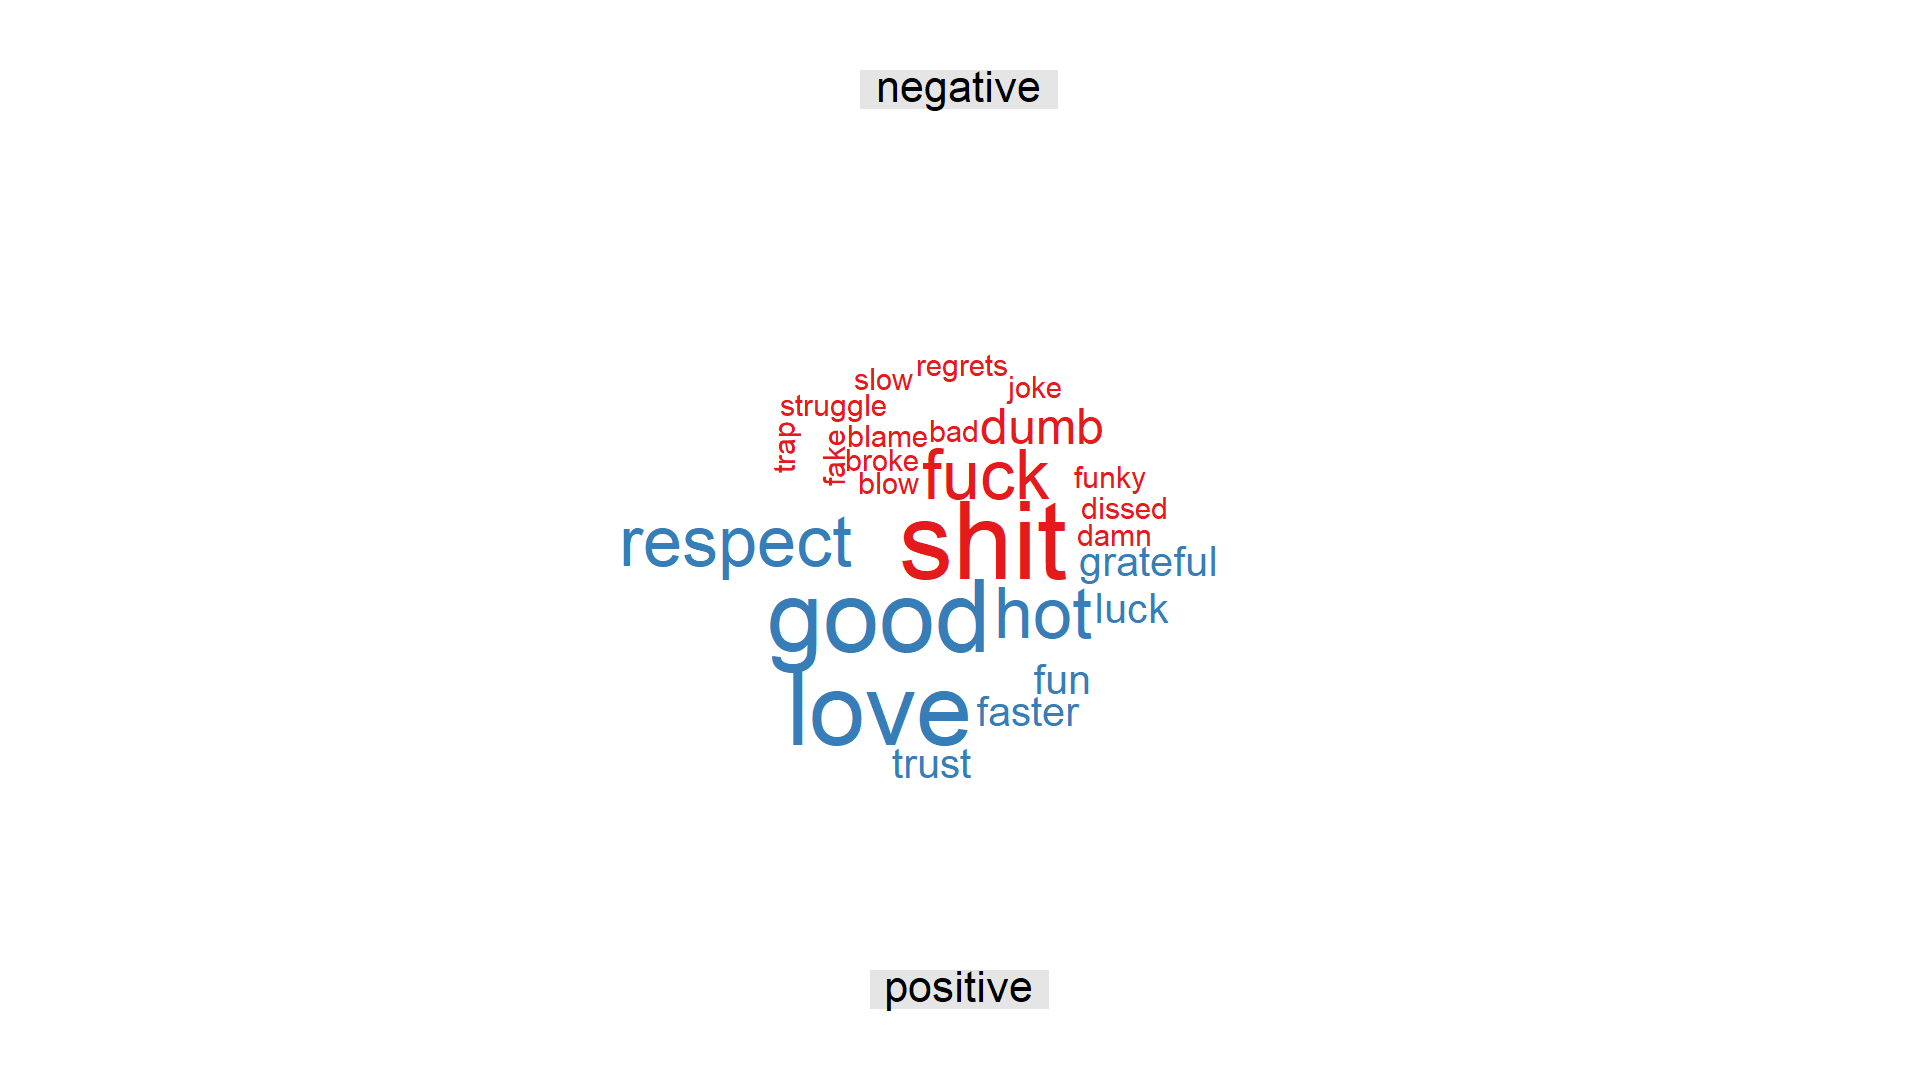 negative
regrets
slow
joke
struggle
dumb
bad
blame
trap
fake
broke
fuck
funky
blow
dissed
shit
damn
respect
grateful
good
hot
luck
fun
love
faster
trust
positive